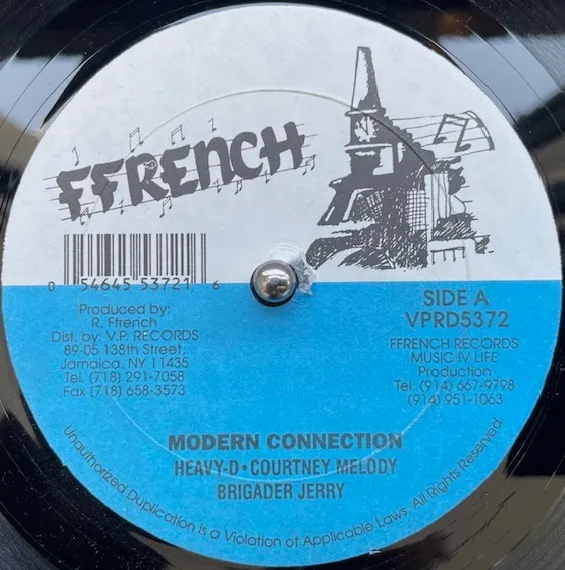 FFRENCH
0 54645 53721 6
Produced by:
R. Ffrench
Dist. by: V.P. RECORDS
89-05 138th Street,
Jamaica, NY 11435
Tel. (718) 291-7058
Fax (718) 658-3573
SIDE A
VPRD5372
FFRENCH RECORDS
MUSIC IV LIFE
Production
Tel: (914) 667-9798
(914) 951-1063
MODERN CONNECTION
HEAVY-D • COURTNEY MELODY
BRIGADER JERRY
Unauthorized Duplication is a Violation of Applicable Laws. All Rights Reserved